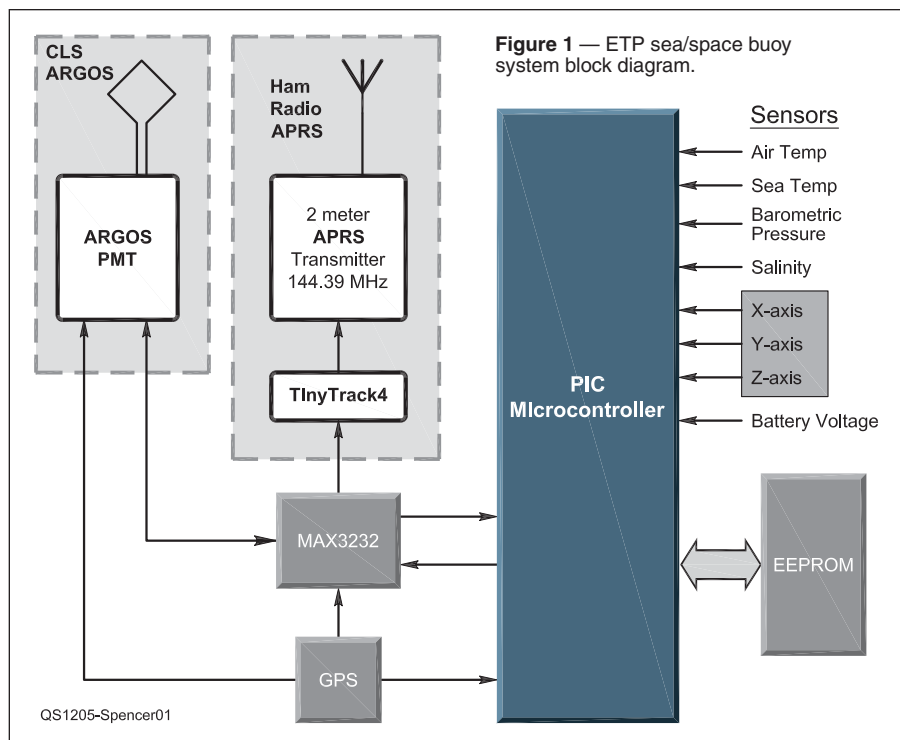 CLS
ARGOS
Ham
Radio
APRS
Figure 1 — ETP sea/space buoy
system block diagram.
ARGOS
PMT
2 meter
APRS
Transmitter
144.39 MHz
TInyTrack4
MAX3232
GPS
PIC
MIcrocontroller
Sensors
Air Temp
Sea Temp
Barometric
Pressure
Salinity
X-axis
Y-axis
Z-axis
Battery Voltage
EEPROM
QS1205-Spencer01